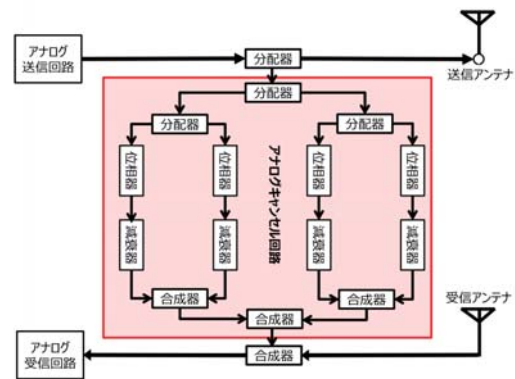 アナログ
送信回路
分配器
送信アンテナ
分配器
分配器
分配器
位相器
位相器
位相器
位相器
アナログキャンセル回路
減衰器
減衰器
減衰器
減衰器
合成器
合成器
合成器
受信アンテナ
アナログ
受信回路
合成器